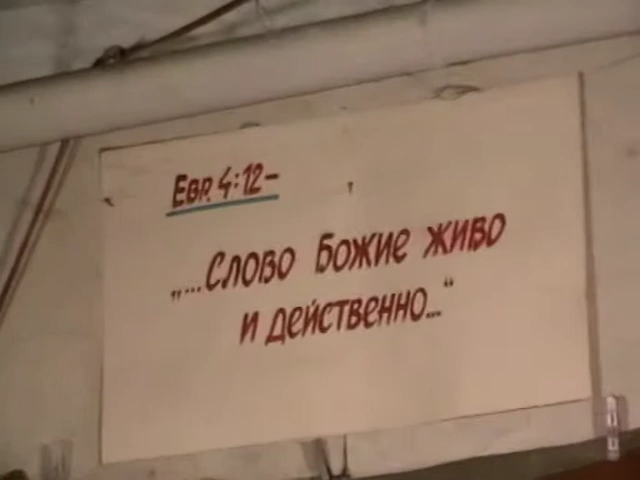 Евр. 4:12–
„...Слово Божие живо
и действенно...“